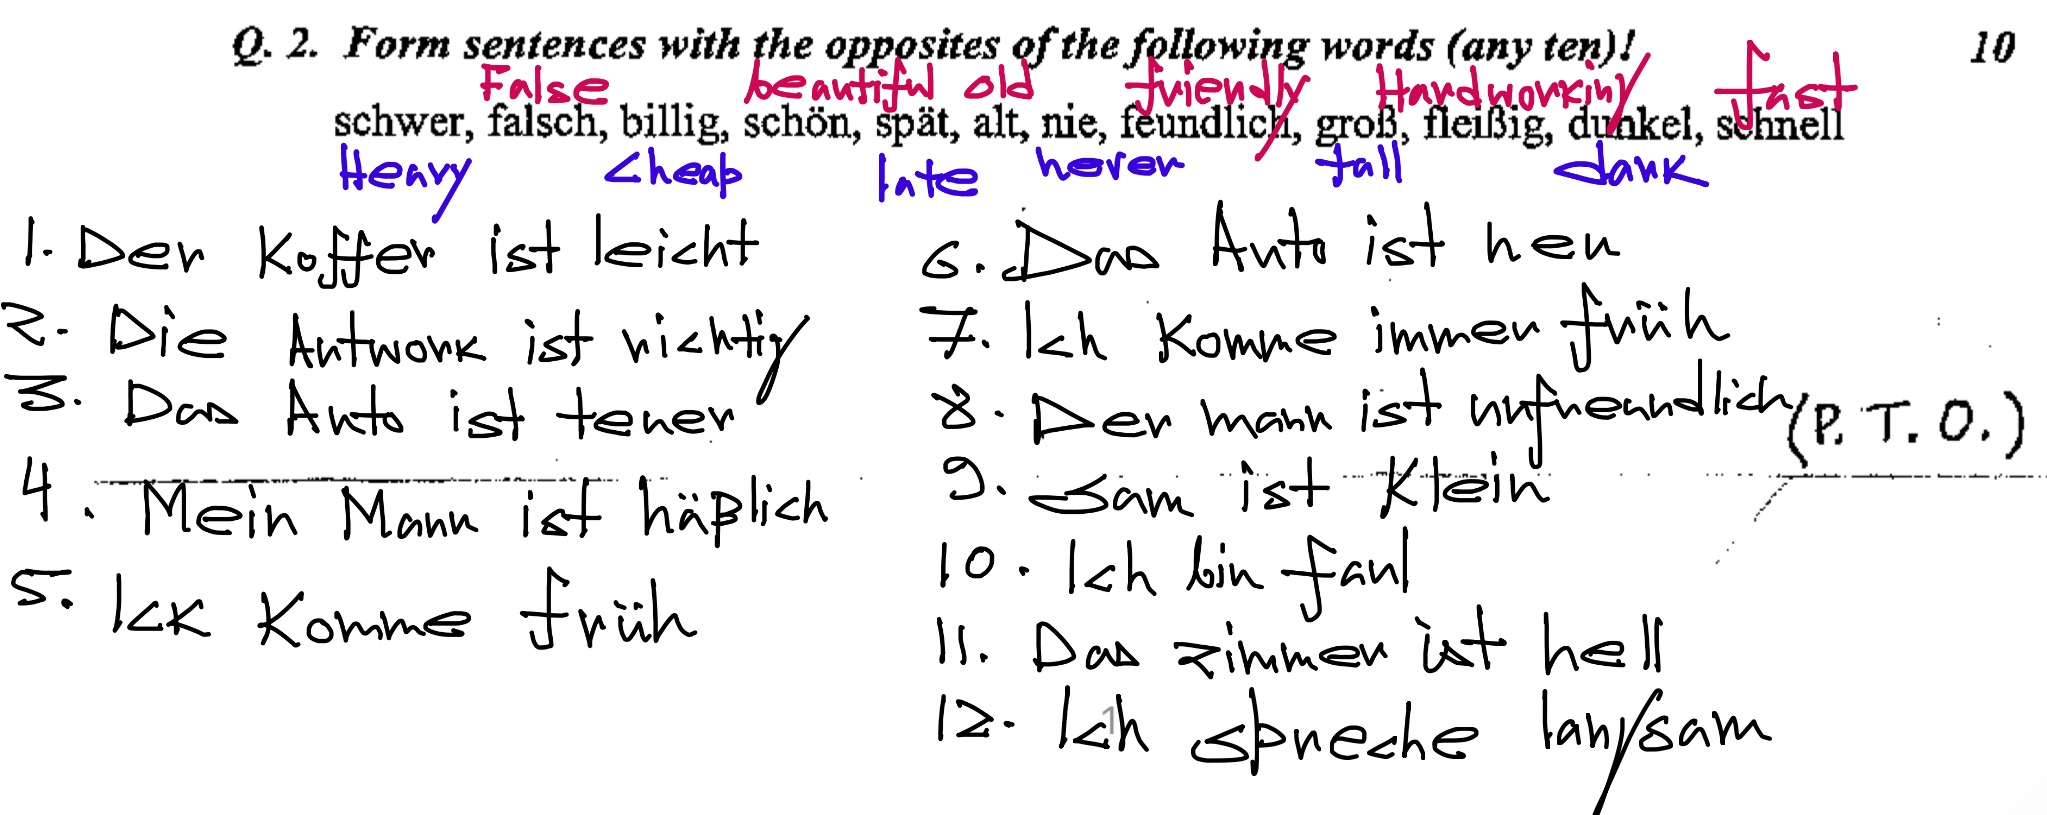 Q. 2. Form sentences with the opposites of the following words (any ten)! 10
False beautiful old friendly Hardworking fast
schwer, falsch, billig, schön, spät, alt, nie, feundlich, groß, fleißig, dunkel, schnell
Heavy cheap late never tall dark
1. Der Koffer ist leicht
2. Die Antwork ist richtig
3. Das Auto ist teuer
4. Mein Mann ist häßlich
5. Ick komme früh
6. Das Auto ist neu
7. Ich komme immer früh
8. Der mann ist unfreundlich
(P. T. O.)
9. Sam ist klein
10. Ich bin faul
11. Das zimmer ist hell
12. Ich spreche langsam
1